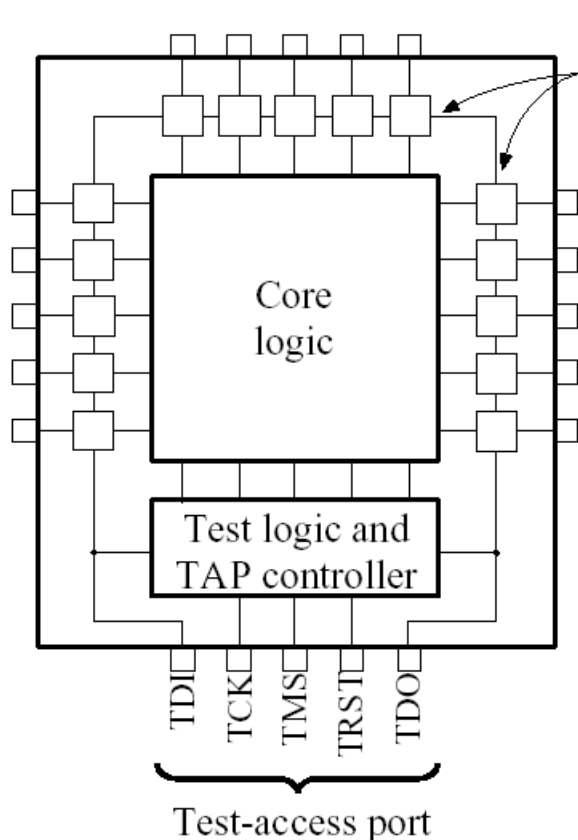 Core
logic
Test logic and
TAP controller
TDI
TCK
TMS
TRST
TDO
Test-access port